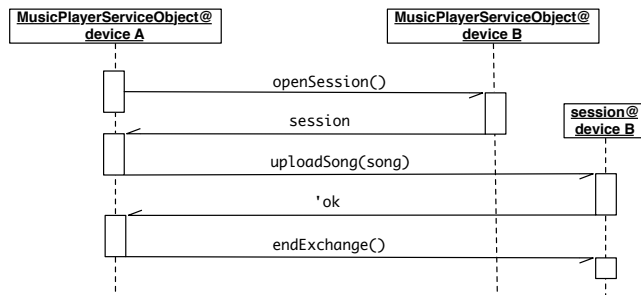 MusicPlayerServiceObject@
device A
MusicPlayerServiceObject@
device B
openSession()
session@
device B
session
uploadSong(song)
'ok
endExchange()